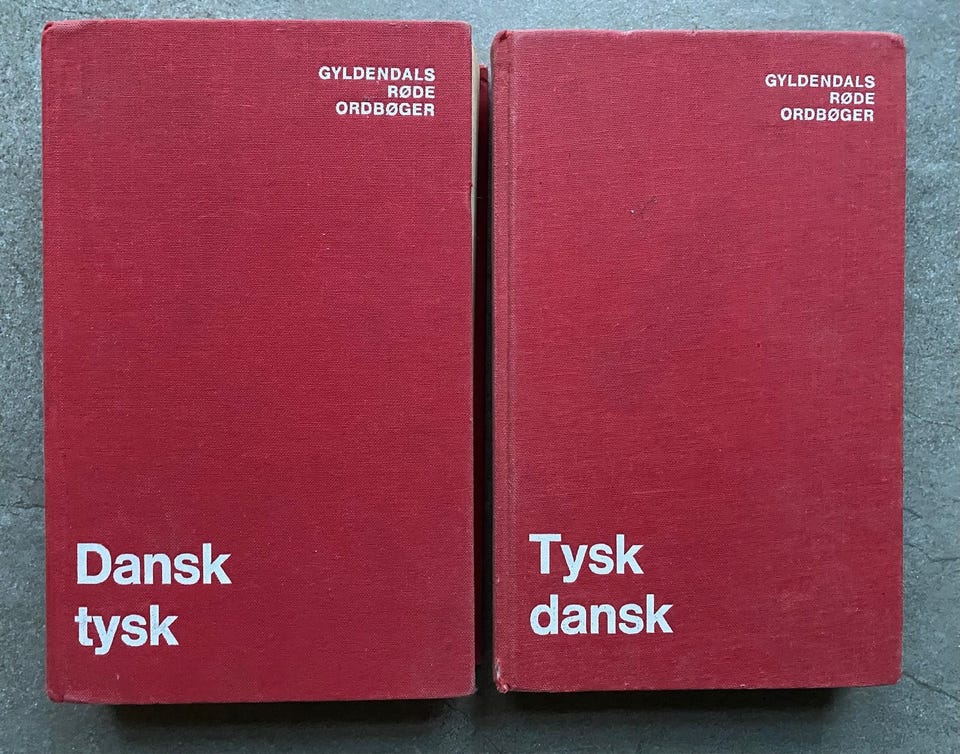 GYLDENDALS
RØDE
ORDBØGER
Dansk
tysk
GYLDENDALS
RØDE
ORDBØGER
Tysk
dansk